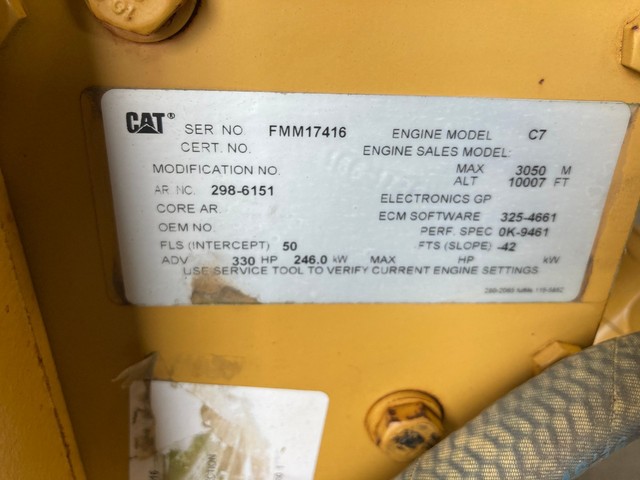 CAT® SER NO FMM17416 ENGINE MODEL C7
CERT. NO. ENGINE SALES MODEL:
MODIFICATION NO. MAX 3050 M
ALT 10007 FT
AR NO. 298-6151 ELECTRONICS GP
CORE AR. ECM SOFTWARE 325-4661
OEM NO. PERF. SPEC 0K-9461
FLS (INTERCEPT) 50 FTS (SLOPE) -42
ADV 330 HP 246.0 kW MAX HP kW
USE SERVICE TOOL TO VERIFY CURRENT ENGINE SETTINGS